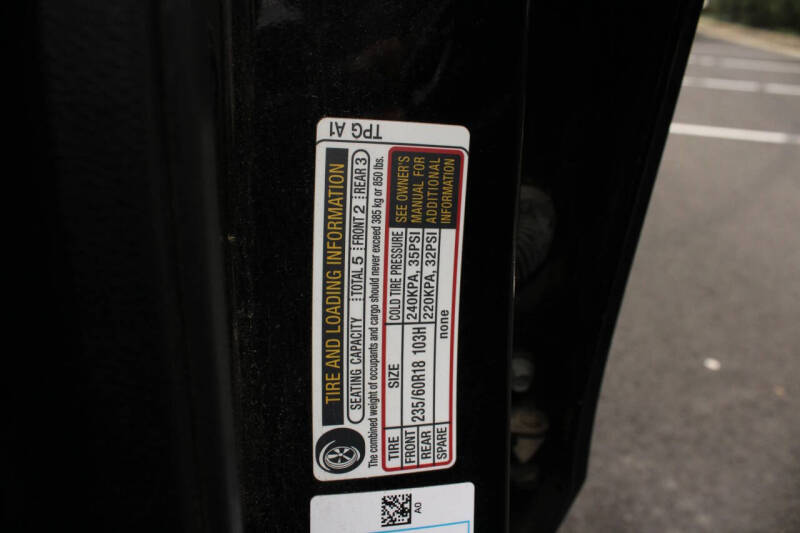 TPG A1
TIRE AND LOADING INFORMATION
SEATING CAPACITY TOTAL 5 FRONT 2 REAR 3
The combined weight of occupants and cargo should never exceed 385 kg or 850 lbs.
TIRE SIZE COLD TIRE PRESSURE
FRONT 235/60R18 103H 240KPA, 35PSI
REAR 220KPA, 32PSI
SPARE none
SEE OWNER'S
MANUAL FOR
ADDITIONAL
INFORMATION
A0